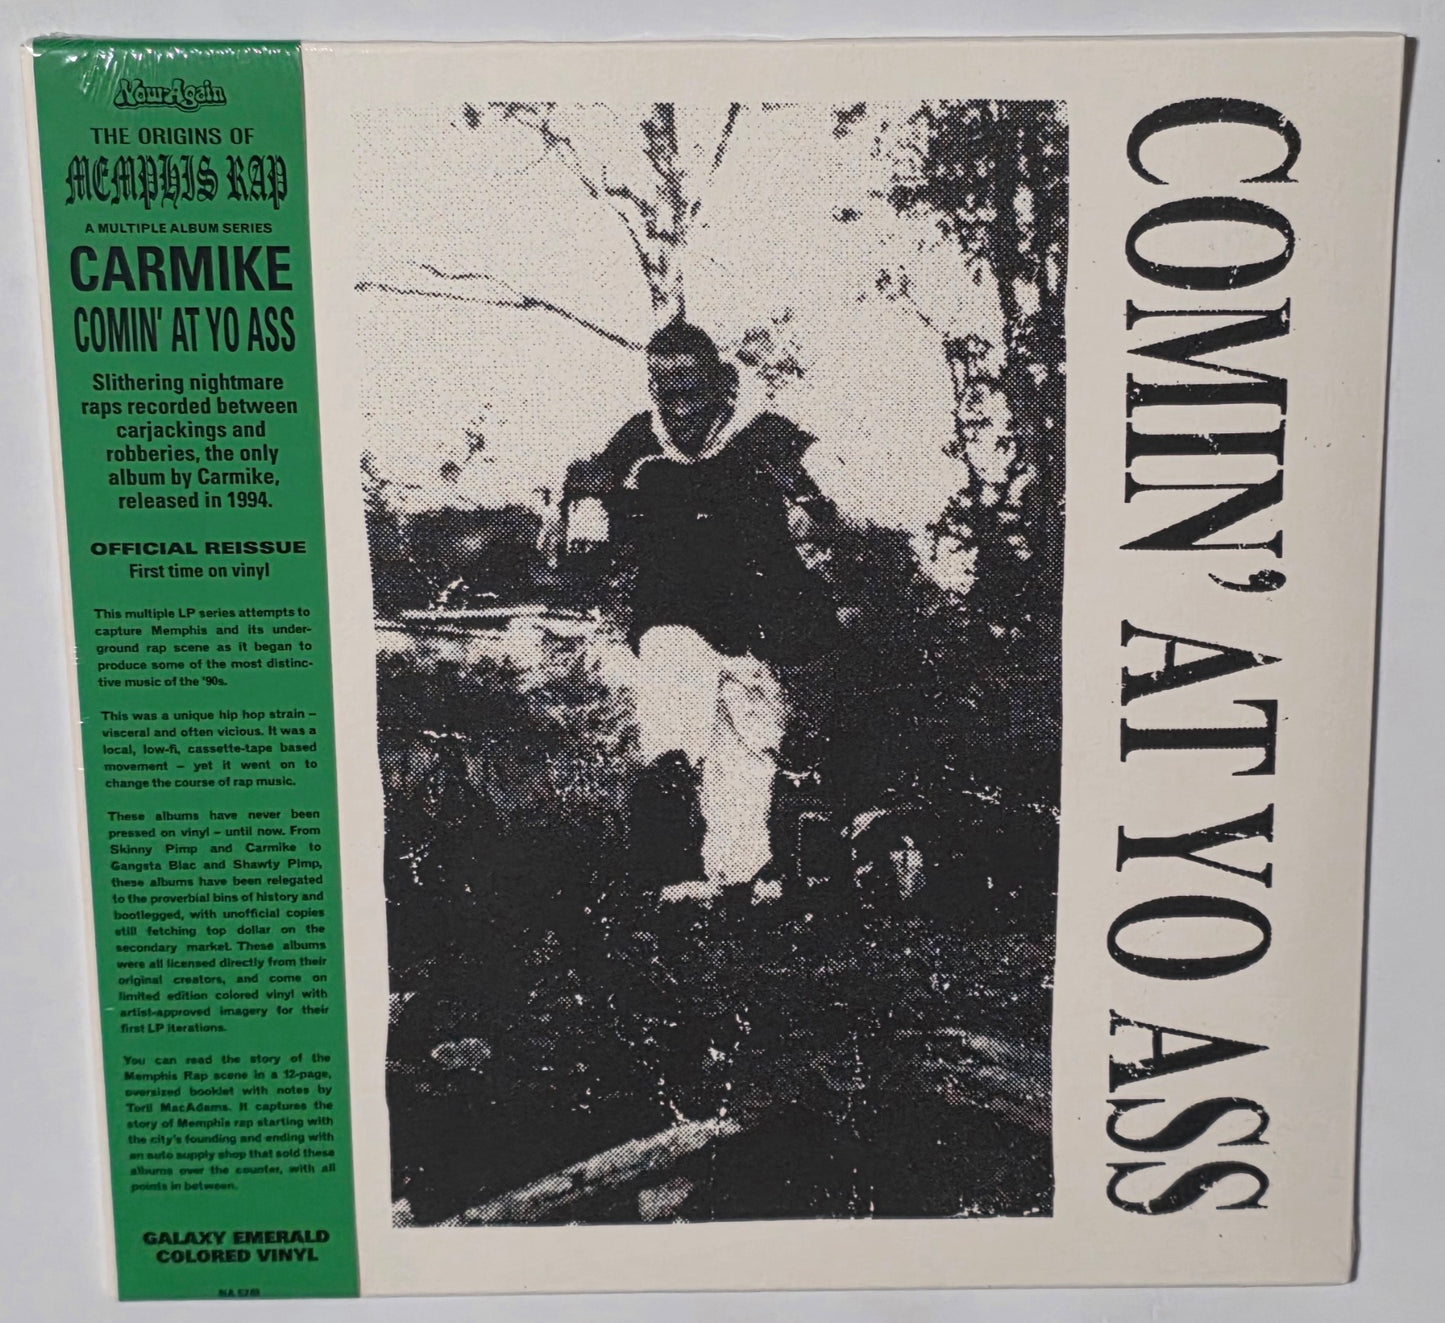 Now-Again
THE ORIGINS OF
MEMPHIS RAP
A MULTIPLE ALBUM SERIES
CARMIKE
COMIN' AT YO ASS
Slithering nightmare
raps recorded between
carjackings and
robberies, the only
album by Carmike,
released in 1994.
OFFICIAL REISSUE
First time on vinyl
This multiple LP series attempts to
capture Memphis and its under-
ground rap scene as it began to
produce some of the most distinc-
tive music of the '90s.
This was a unique hip hop strain –
visceral and often vicious. It was a
local, low-fi, cassette-tape based
movement – yet it went on to
change the course of rap music.
These albums have never been
pressed on vinyl – until now. From
Skinny Pimp and Carmike to
Gangsta Blac and Shawty Pimp,
these albums have been relegated
to the proverbial bins of history and
bootlegged, with unofficial copies
still fetching top dollar on the
secondary market. These albums
were all licensed directly from their
original creators, and come on
limited edition colored vinyl with
artist-approved imagery for their
first LP iterations.
You can read the story of the
Memphis Rap scene in a 12-page,
oversized booklet with notes by
Torii MacAdams. It captures the
story of Memphis rap starting with
the city's founding and ending with
an auto supply shop that sold these
albums over the counter, with all
points in between.
GALAXY EMERALD
COLORED VINYL
COMIN' AT YO ASS